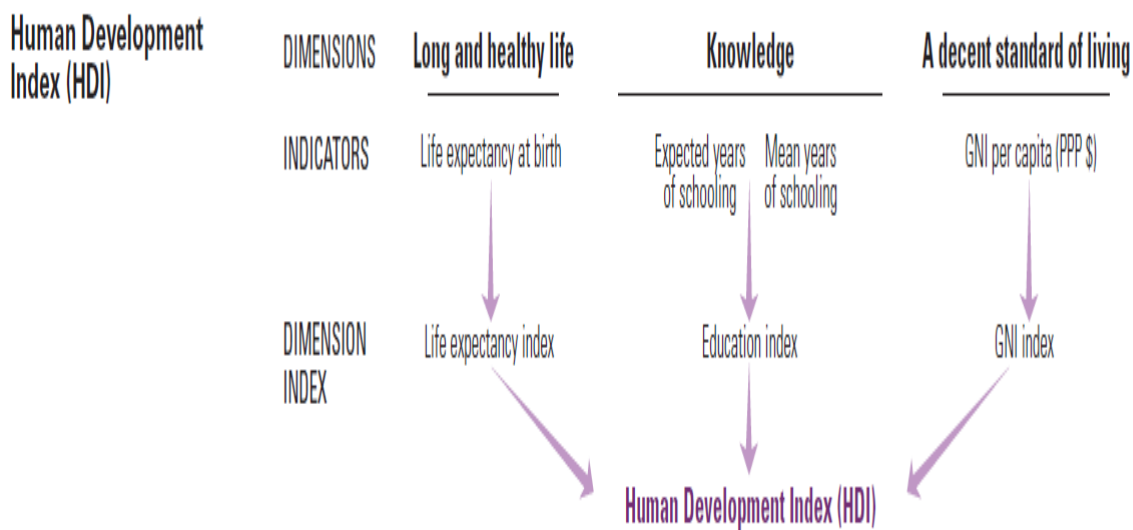 Human Development
Index (HDI)
DIMENSIONS
Long and healthy life
Knowledge
A decent standard of living
INDICATORS
Life expectancy at birth
Expected years
of schooling
Mean years
of schooling
GNI per capita (PPP $)
DIMENSION
INDEX
Life expectancy index
Education index
GNI index
Human Development Index (HDI)